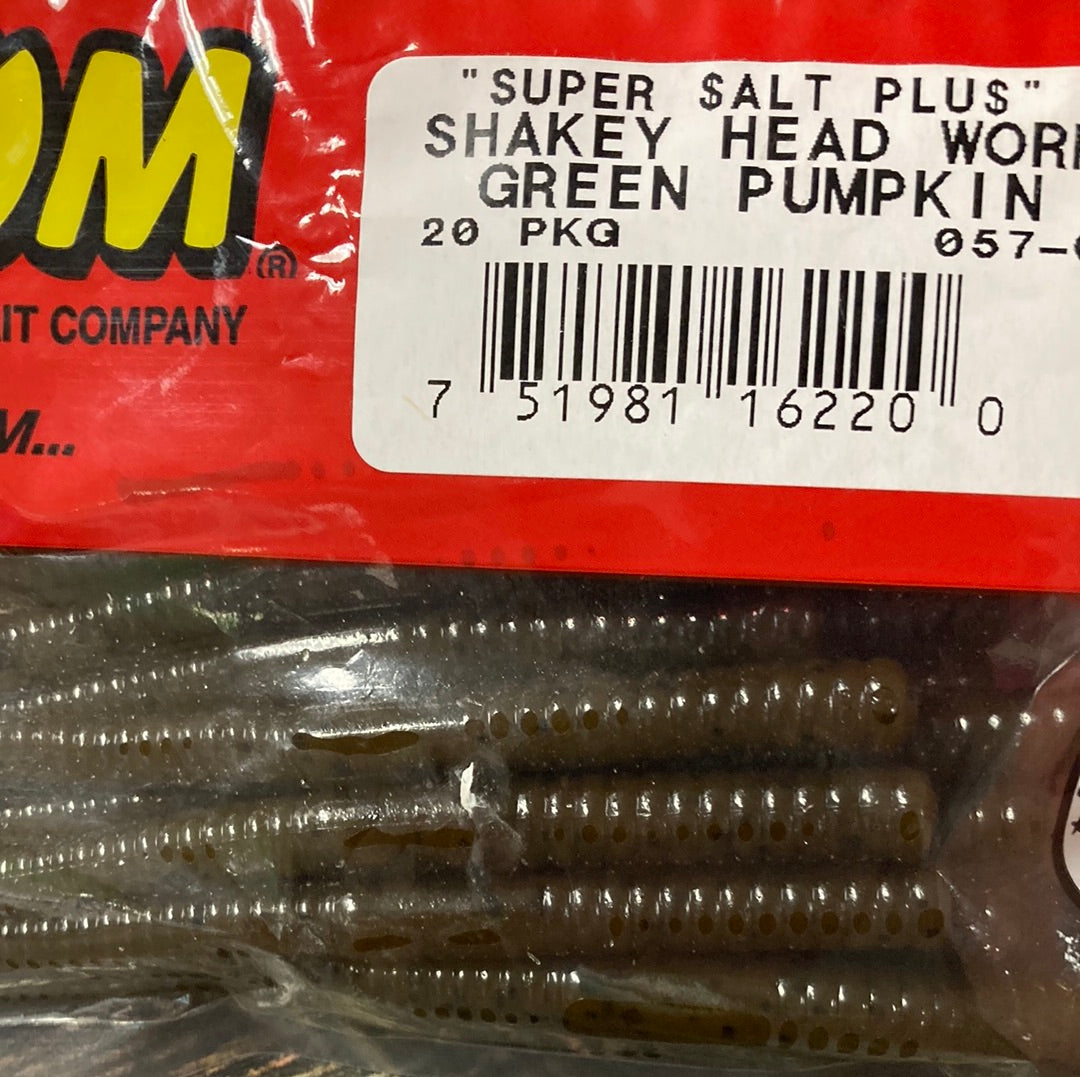 OM
®
IT COMPANY
M...
"SUPER $ALT PLU$"
SHAKEY HEAD WOR
GREEN PUMPKIN
20 PKG 057-
7 51981 16220 0